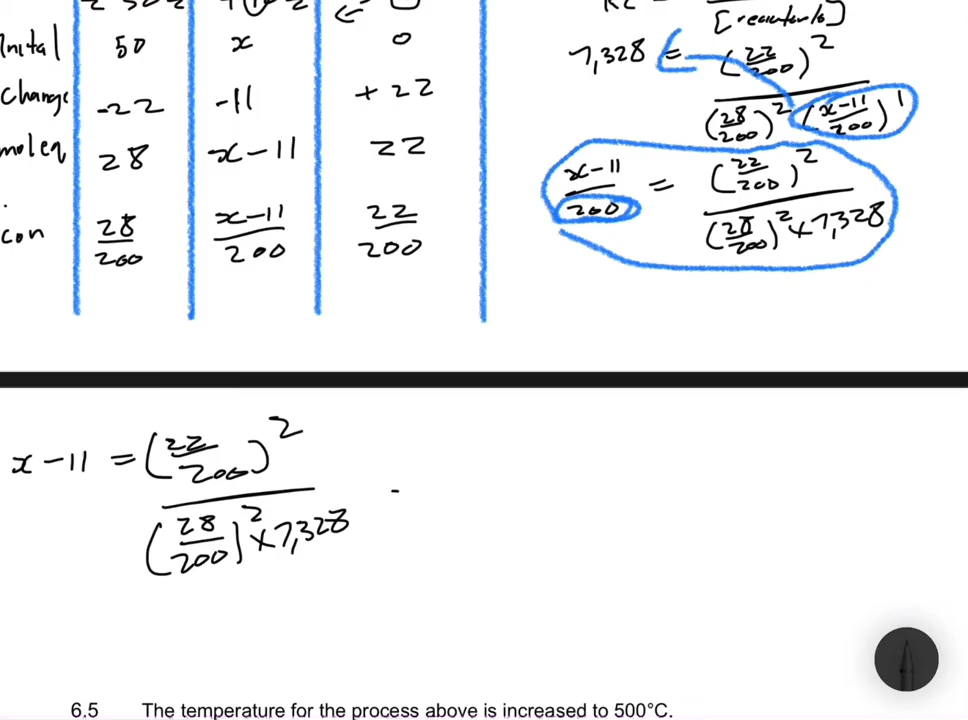 Kc = 
[reactants]
Inital 50 x 0
7,328 = (22/200)^2
change -22 -11 +22
(28/200)^2 (x-11/200)^1
mol eq 28 x-11 22
x-11/200 = (22/200)^2
con 28/200 x-11/200 22/200
(28/200)^2 × 7,328
x-11 = (22/200)^2
(28/200)^2 × 7,328
6.5 The temperature for the process above is increased to 500°C.